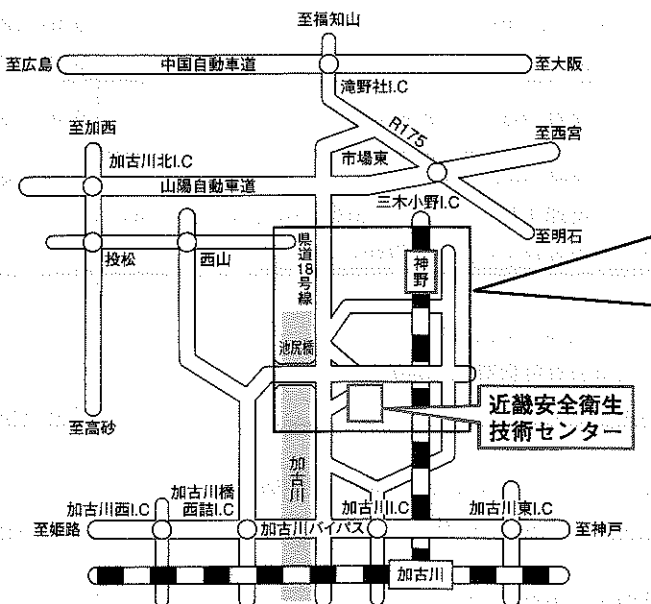 至福知山
至広島
中国自動車道
至大阪
滝野社I.C
R175
至加西
至西宮
市場東
加古川北I.C
山陽自動車道
三木小野I.C
至明石
県道18号線
神野
投松
西山
池尻橋
近畿安全衛生
技術センター
至高砂
加古川
加古川橋
西詰I.C
加古川西I.C
加古川I.C
加古川東I.C
至姫路
加古川バイパス
至神戸
加古川